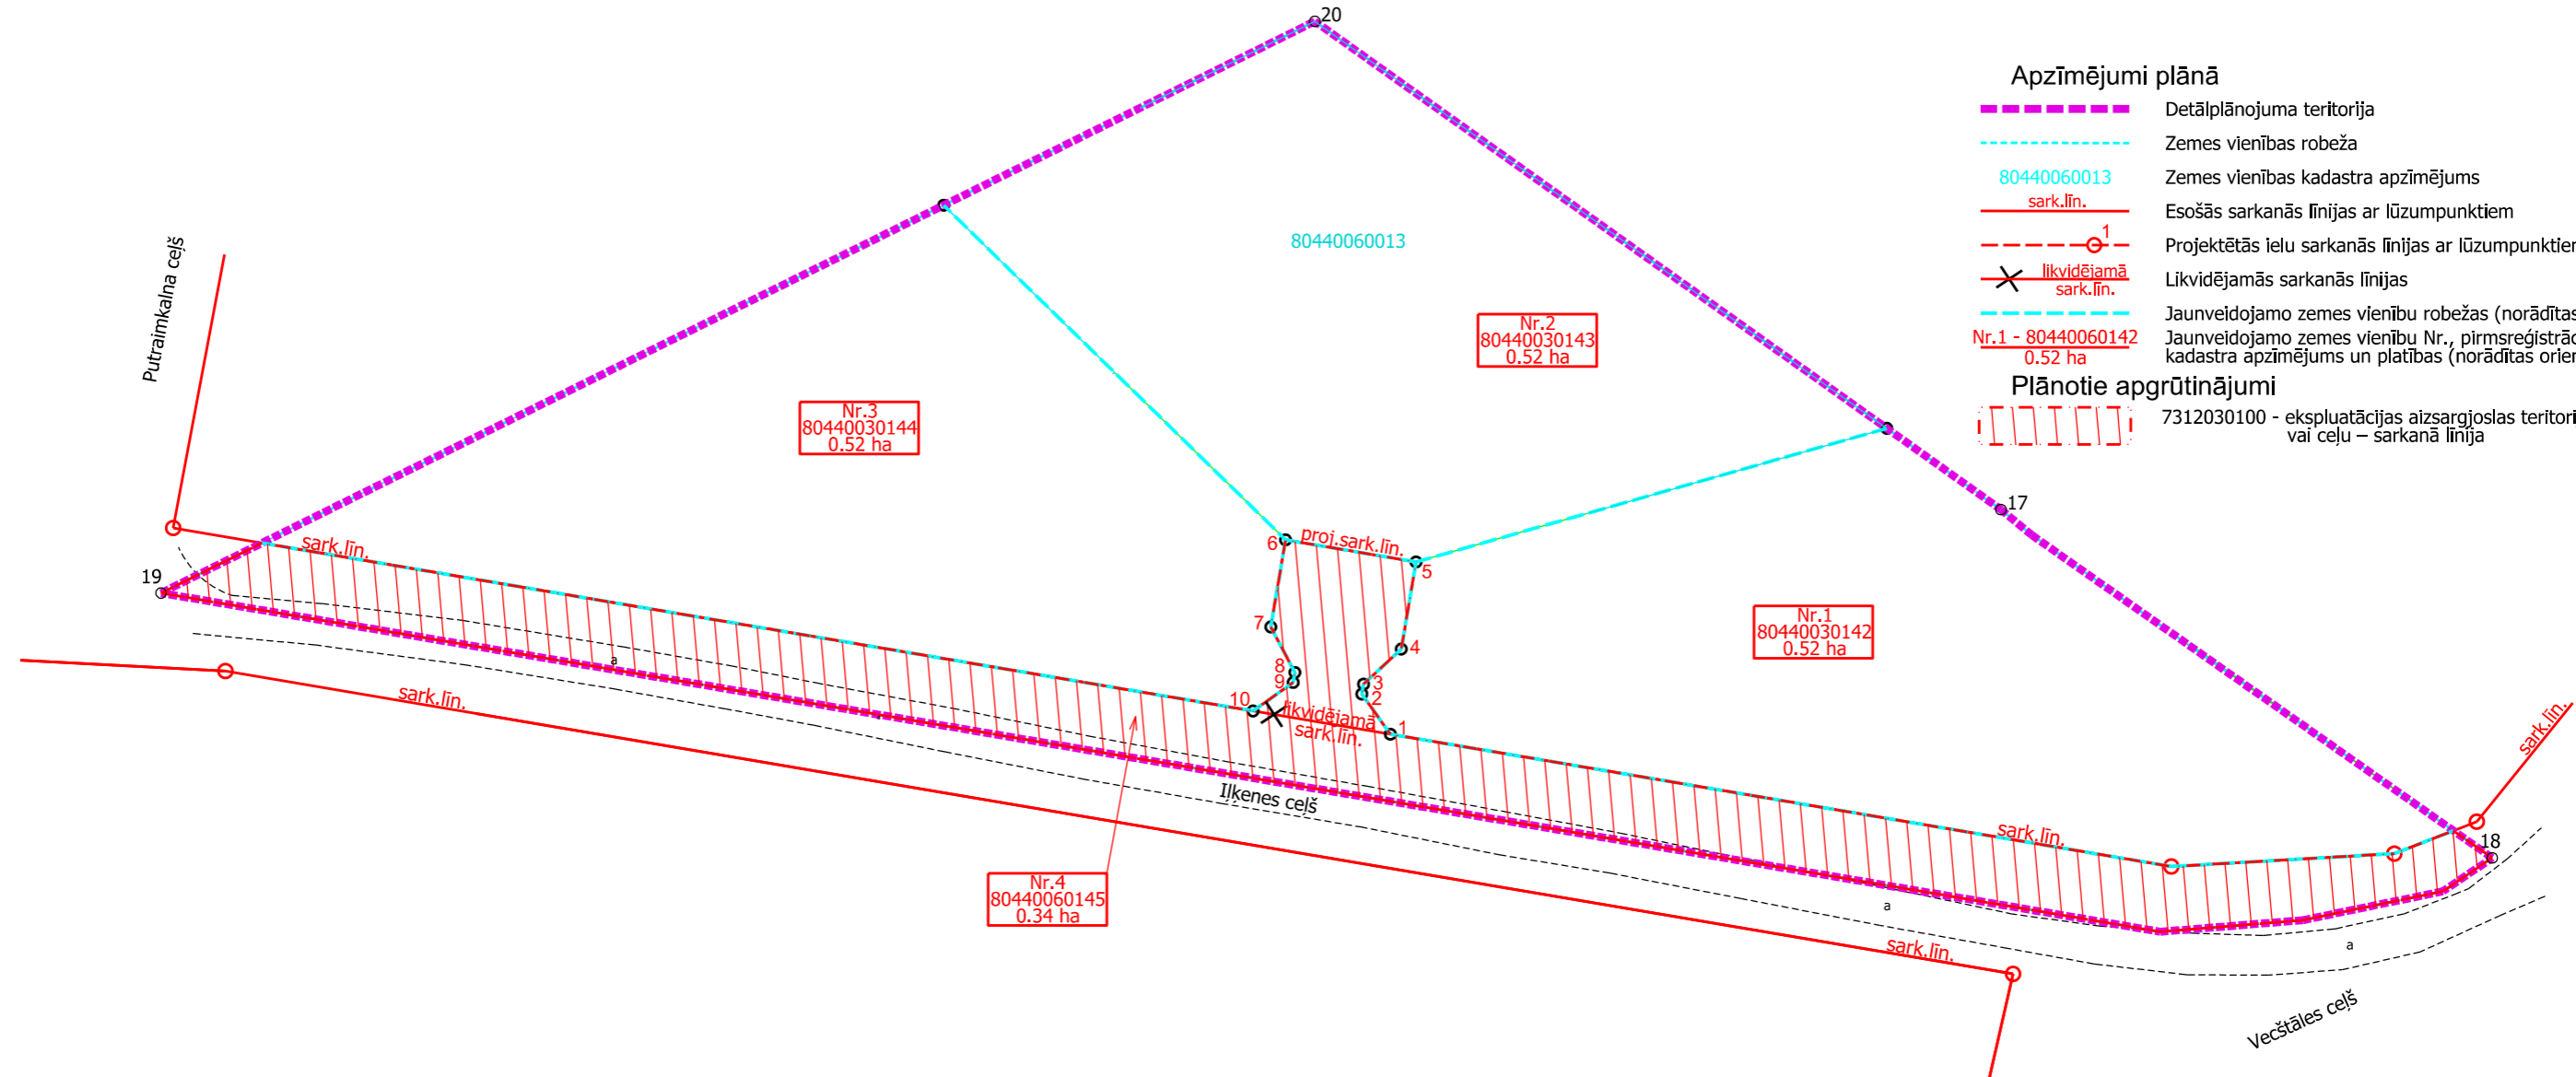 20
Apzīmējumi plānā
Detālplānojuma teritorija
Zemes vienības robeža
80440060013
Zemes vienības kadastra apzīmējums
sark.līn.
Esošās sarkanās līnijas ar lūzumpunktiem
1
Projektētās ielu sarkanās līnijas ar lūzumpunktiem
likvidējamā
sark.līn.
Likvidējamās sarkanās līnijas
Jaunveidojamo zemes vienību robežas (norādītas
Nr.1 - 80440060142
0.52 ha
Jaunveidojamo zemes vienību Nr., pirmsreģistrāc
kadastra apzīmējums un platības (norādītas orien
Plānotie apgrūtinājumi
7312030100 - ekspluatācijas aizsargjoslas teritori
vai ceļu – sarkanā līnija
Putraimkalna ceļš
80440060013
Nr.2
80440030143
0.52 ha
Nr.3
80440030144
0.52 ha
17
19
sark.līn.
6
proj.sark.līn.
5
7
4
Nr.1
80440030142
0.52 ha
8
9
3
2
10
likvidējamā
sark.līn.
1
a
sark.līn.
Iļķenes ceļš
sark.līn.
sark.līn.
18
Nr.4
80440060145
0.34 ha
a
sark.līn.
a
Vecštāles ceļš